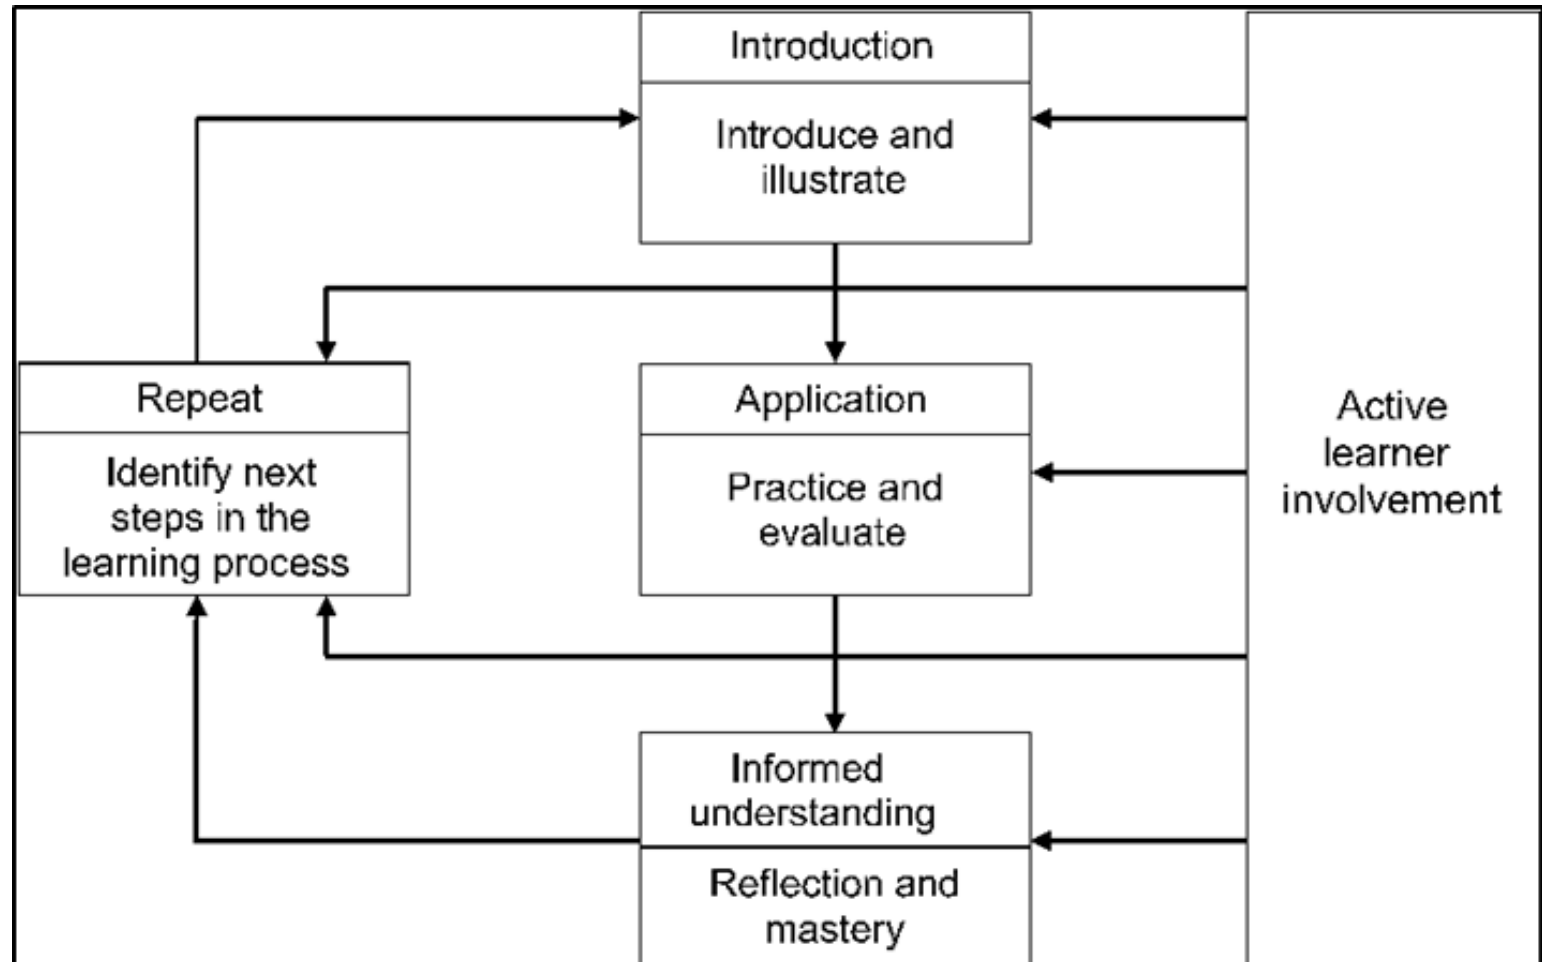 Introduction
Introduce and
illustrate
Repeat
Identify next
steps in the
learning process
Application
Practice and
evaluate
Active
learner
involvement
Informed
understanding
Reflection and
mastery